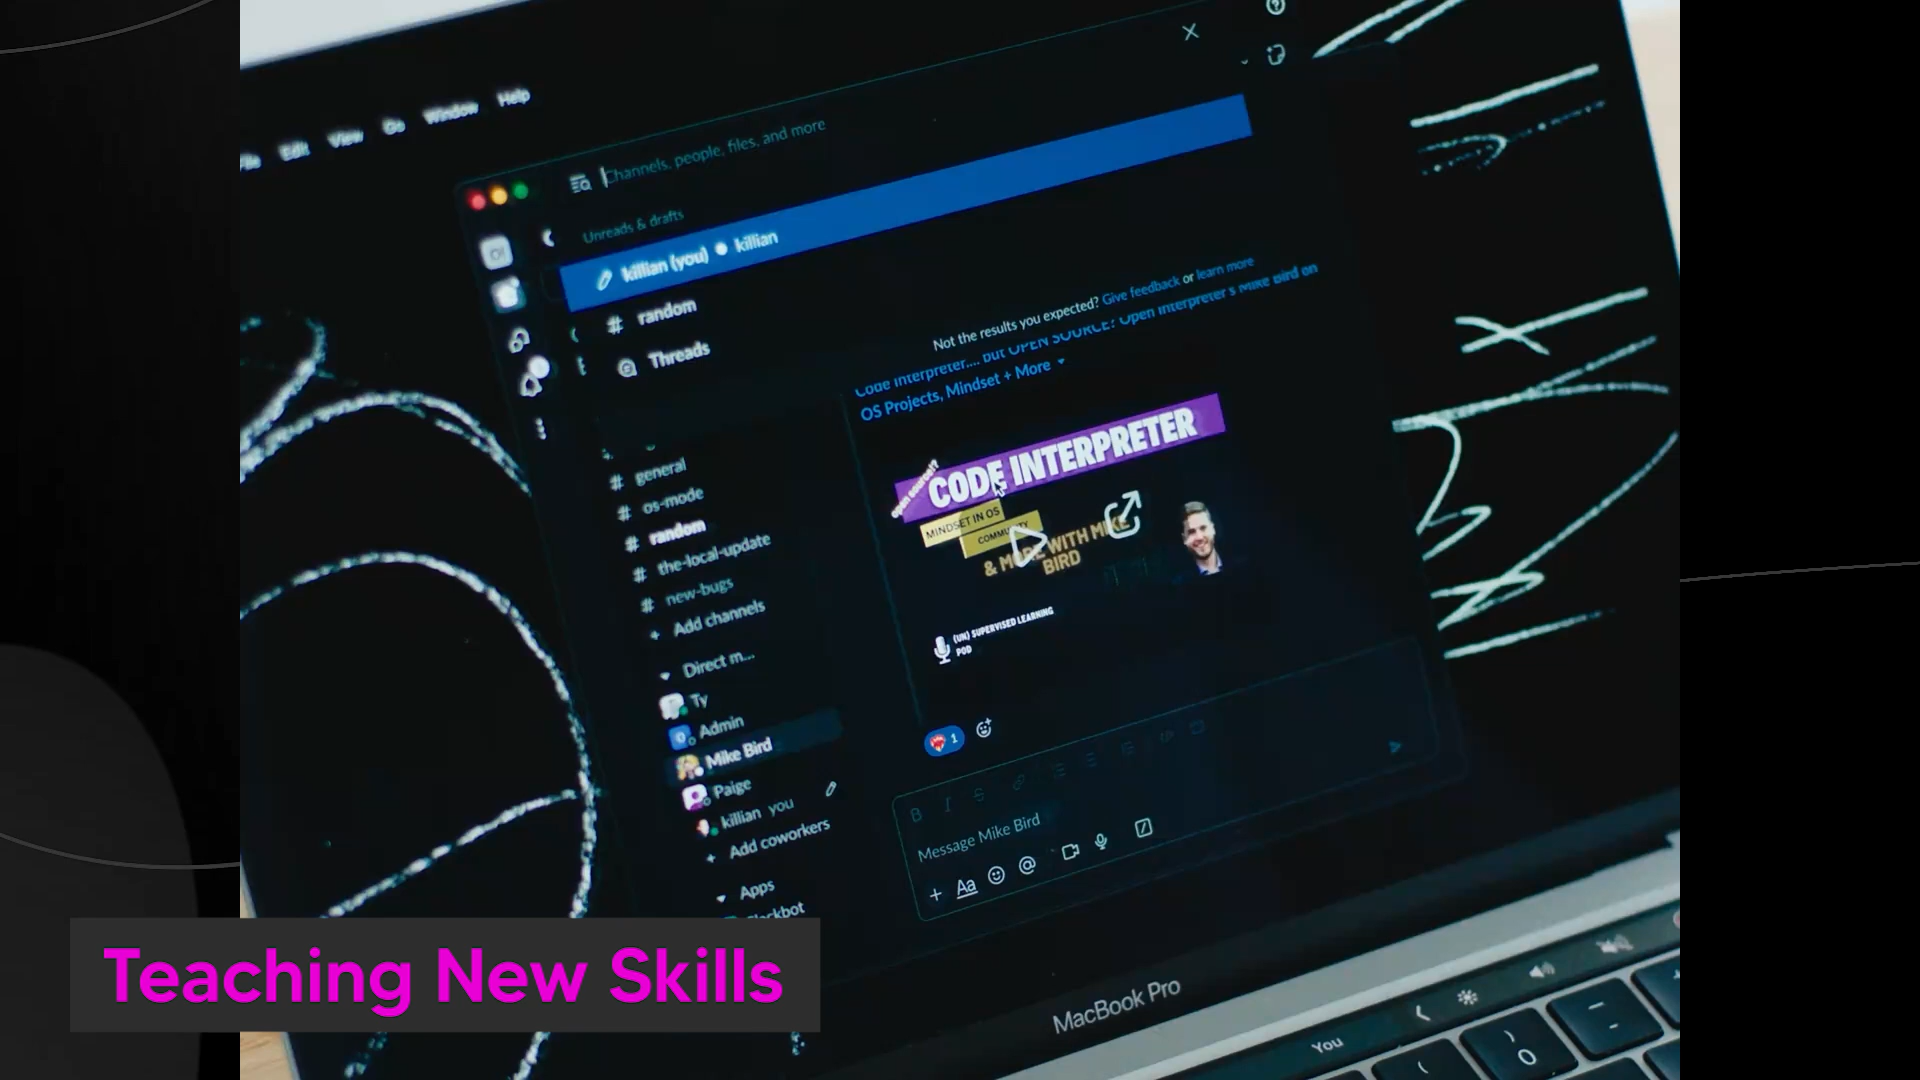 Edit View Go Window Help
Channels, people, files, and more
Unreads & drafts
killian (you) killian
# random
Threads
Not the results you expected? Give feedback or learn more
Code Interpreter.... but OPEN SOURCE? Open Interpreter's Mike Bird on
OS Projects, Mindset + More
# general
# os-mode
# random
# the-local-update
# new-bugs
+ Add channels
Direct m...
Ty
Admin
Mike Bird
Paige
killian you
+ Add coworkers
Apps
open source!?
CODE INTERPRETER
MINDSET IN OS
COMMUNITY
& MORE WITH MIKE
BIRD
(UN) SUPERVISED LEARNING
POD
1
B I S
Message Mike Bird
+ Aa @
MacBook Pro
You
Teaching New Skills